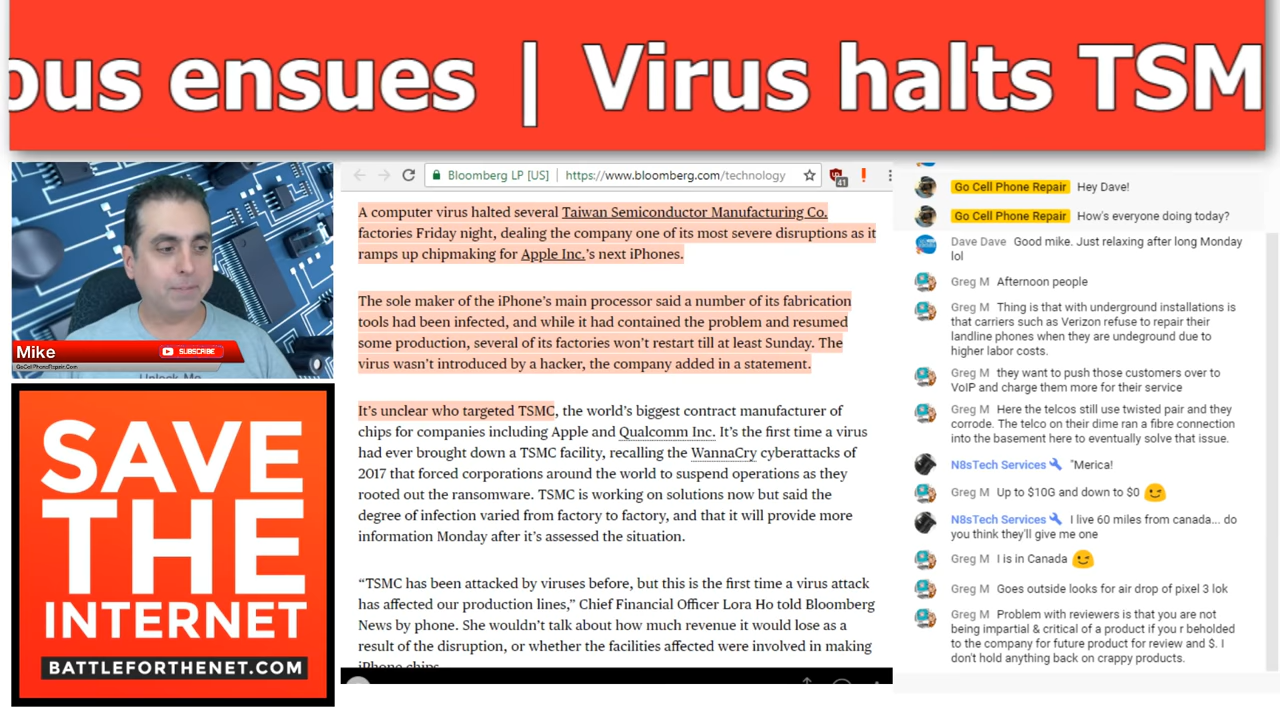 ous ensues | Virus halts TSM
Mike
SUBSCRIBE
GoCellPhoneRepair.Com
Unlock Me
SAVE
THE
INTERNET
BATTLEFORTHENET.COM
Bloomberg LP [US] | https://www.bloomberg.com/technology
41
A computer virus halted several Taiwan Semiconductor Manufacturing Co.
factories Friday night, dealing the company one of its most severe disruptions as it
ramps up chipmaking for Apple Inc.’s next iPhones.
The sole maker of the iPhone’s main processor said a number of its fabrication
tools had been infected, and while it had contained the problem and resumed
some production, several of its factories won’t restart till at least Sunday. The
virus wasn’t introduced by a hacker, the company added in a statement.
It’s unclear who targeted TSMC, the world’s biggest contract manufacturer of
chips for companies including Apple and Qualcomm Inc. It’s the first time a virus
had ever brought down a TSMC facility, recalling the WannaCry cyberattacks of
2017 that forced corporations around the world to suspend operations as they
rooted out the ransomware. TSMC is working on solutions now but said the
degree of infection varied from factory to factory, and that it will provide more
information Monday after it’s assessed the situation.
“TSMC has been attacked by viruses before, but this is the first time a virus attack
has affected our production lines,” Chief Financial Officer Lora Ho told Bloomberg
News by phone. She wouldn’t talk about how much revenue it would lose as a
result of the disruption, or whether the facilities affected were involved in making
iPhone chips.
Go Cell Phone Repair Hey Dave!
Go Cell Phone Repair How's everyone doing today?
Dave Dave Good mike. Just relaxing after long Monday
lol
Greg M Afternoon people
Greg M Thing is that with underground installations is
that carriers such as Verizon refuse to repair their
landline phones when they are undeground due to
higher labor costs.
Greg M they want to push those customers over to
VoIP and charge them more for their service
Greg M Here the telcos still use twisted pair and they
corrode. The telco on their dime ran a fibre connection
into the basement here to eventually solve that issue.
N8sTech Services "Merica!
Greg M Up to $10G and down to $0 😉
N8sTech Services I live 60 miles from canada... do
you think they'll give me one
Greg M I is in Canada 😉
Greg M Goes outside looks for air drop of pixel 3 lok
Greg M Problem with reviewers is that you are not
being impartial & critical of a product if you r beholded
to the company for future product for review and $. I
don't hold anything back on crappy products.